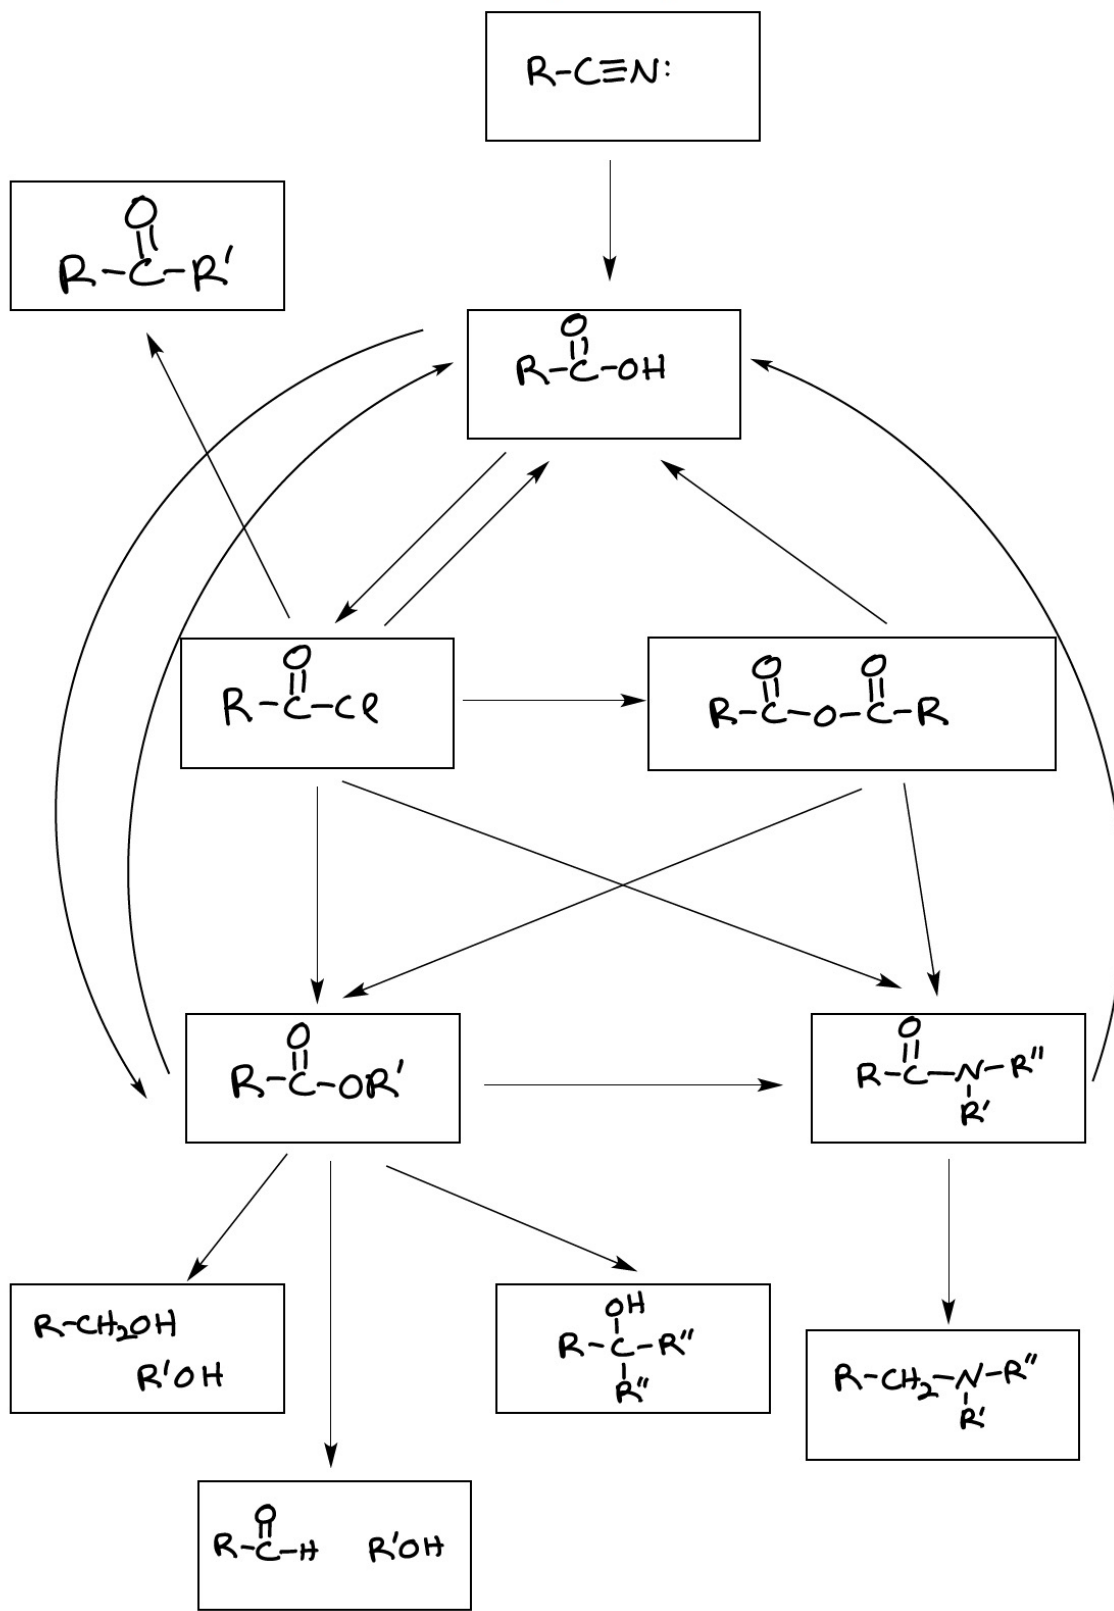 R-C≡N:
O
R-C-R'
O
R-C-OH
O
R-C-Cl
O O
R-C-O-C-R
O
R-C-OR'
O
R-C-N-R''
R'
R-CH₂OH
R'OH
OH
R-C-R''
R''
R-CH₂-N-R''
R'
O
R-C-H R'OH